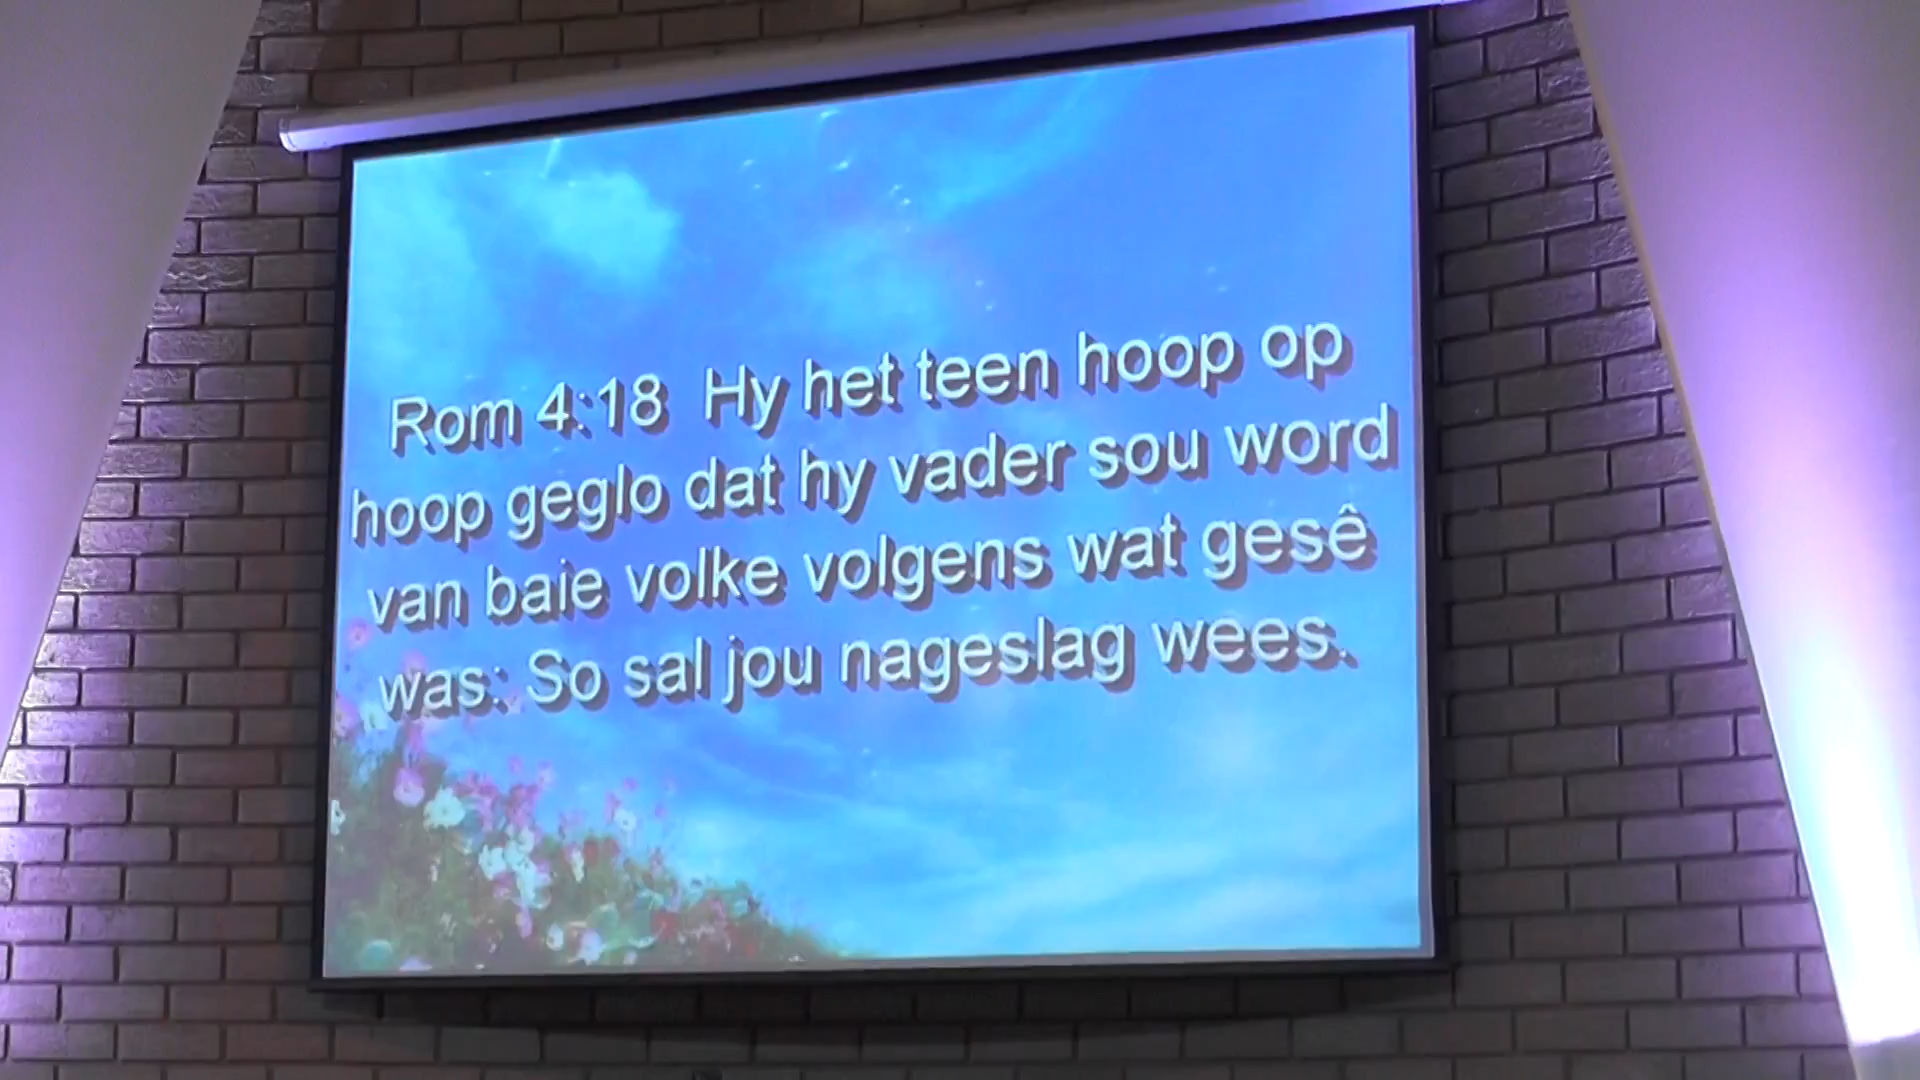 Rom 4:18 Hy het teen hoop op
hoop geglo dat hy vader sou word
van baie volke volgens wat gesê
was: So sal jou nageslag wees.